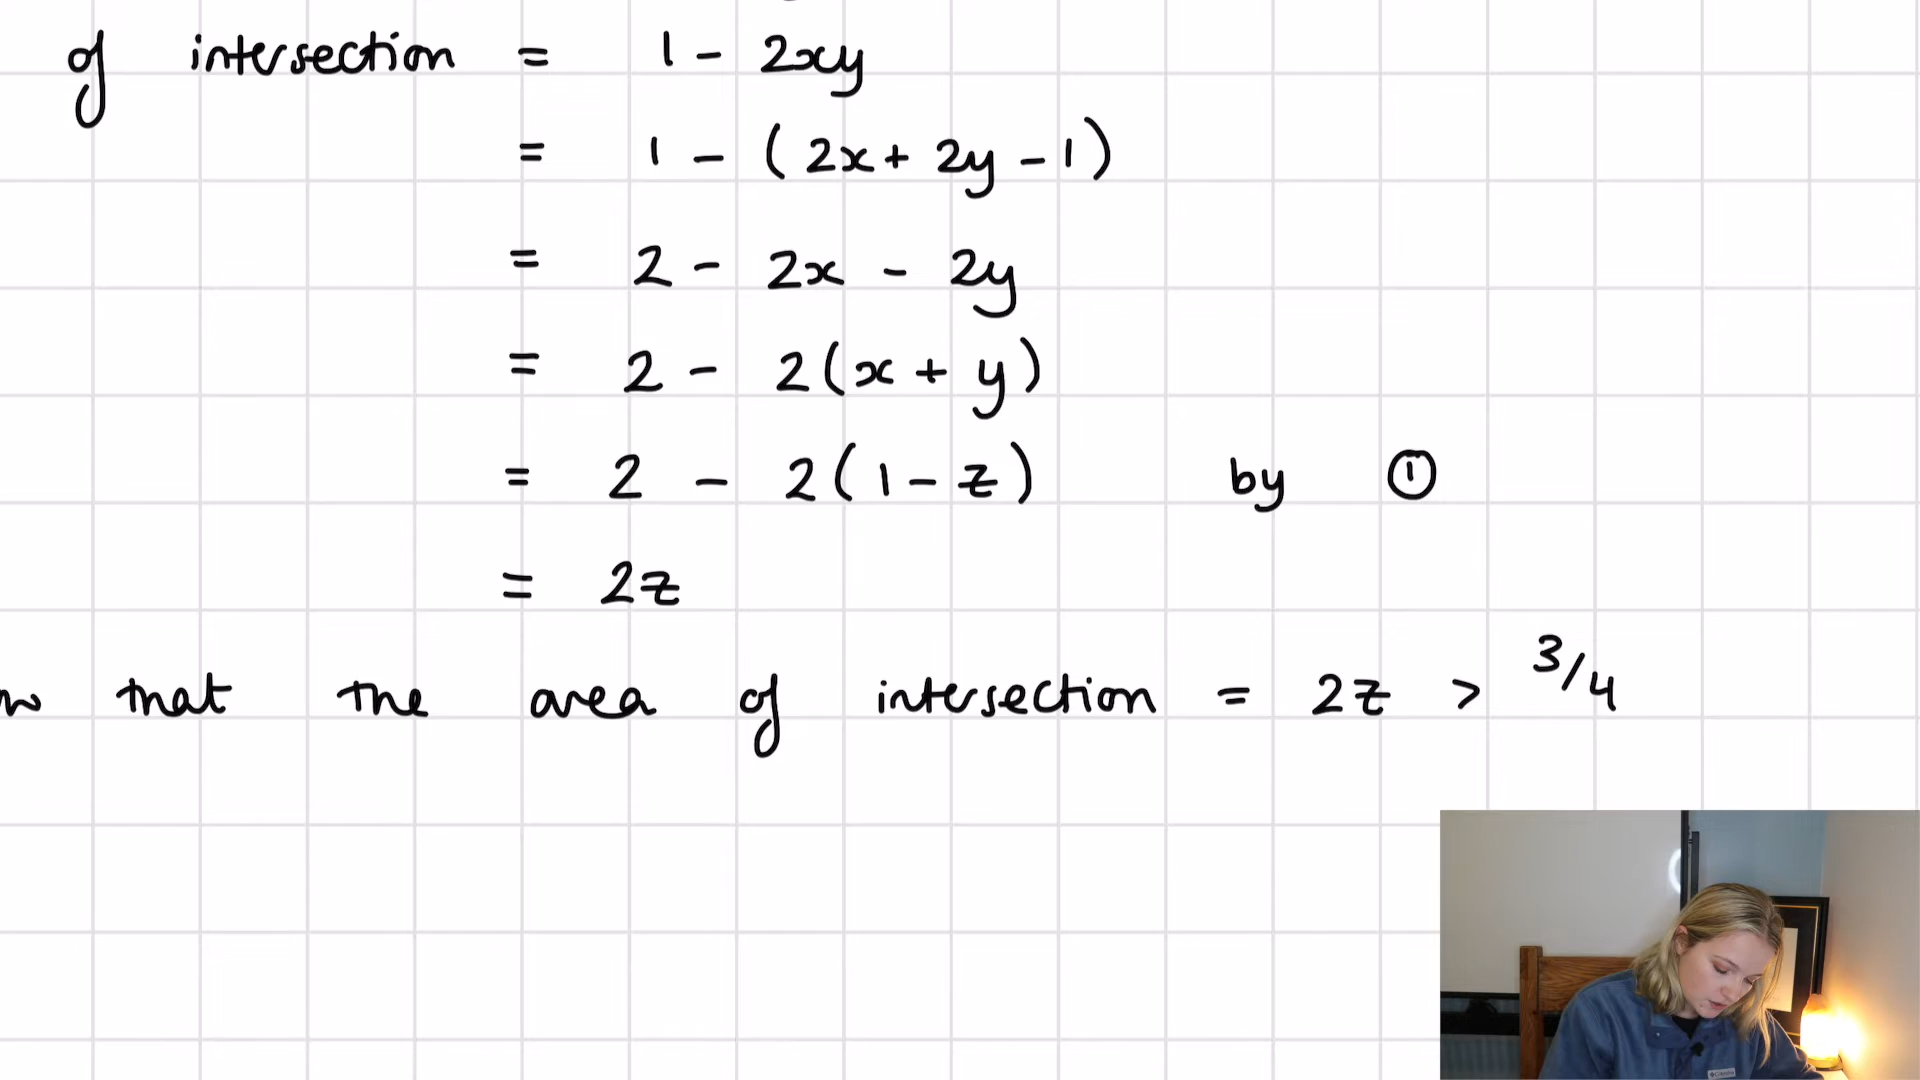 of intersection = 1 - 2xy
= 1 - (2x + 2y - 1)
= 2 - 2x - 2y
= 2 - 2(x + y)
= 2 - 2(1 - z) by ①
= 2z
that the area of intersection = 2z > 3/4